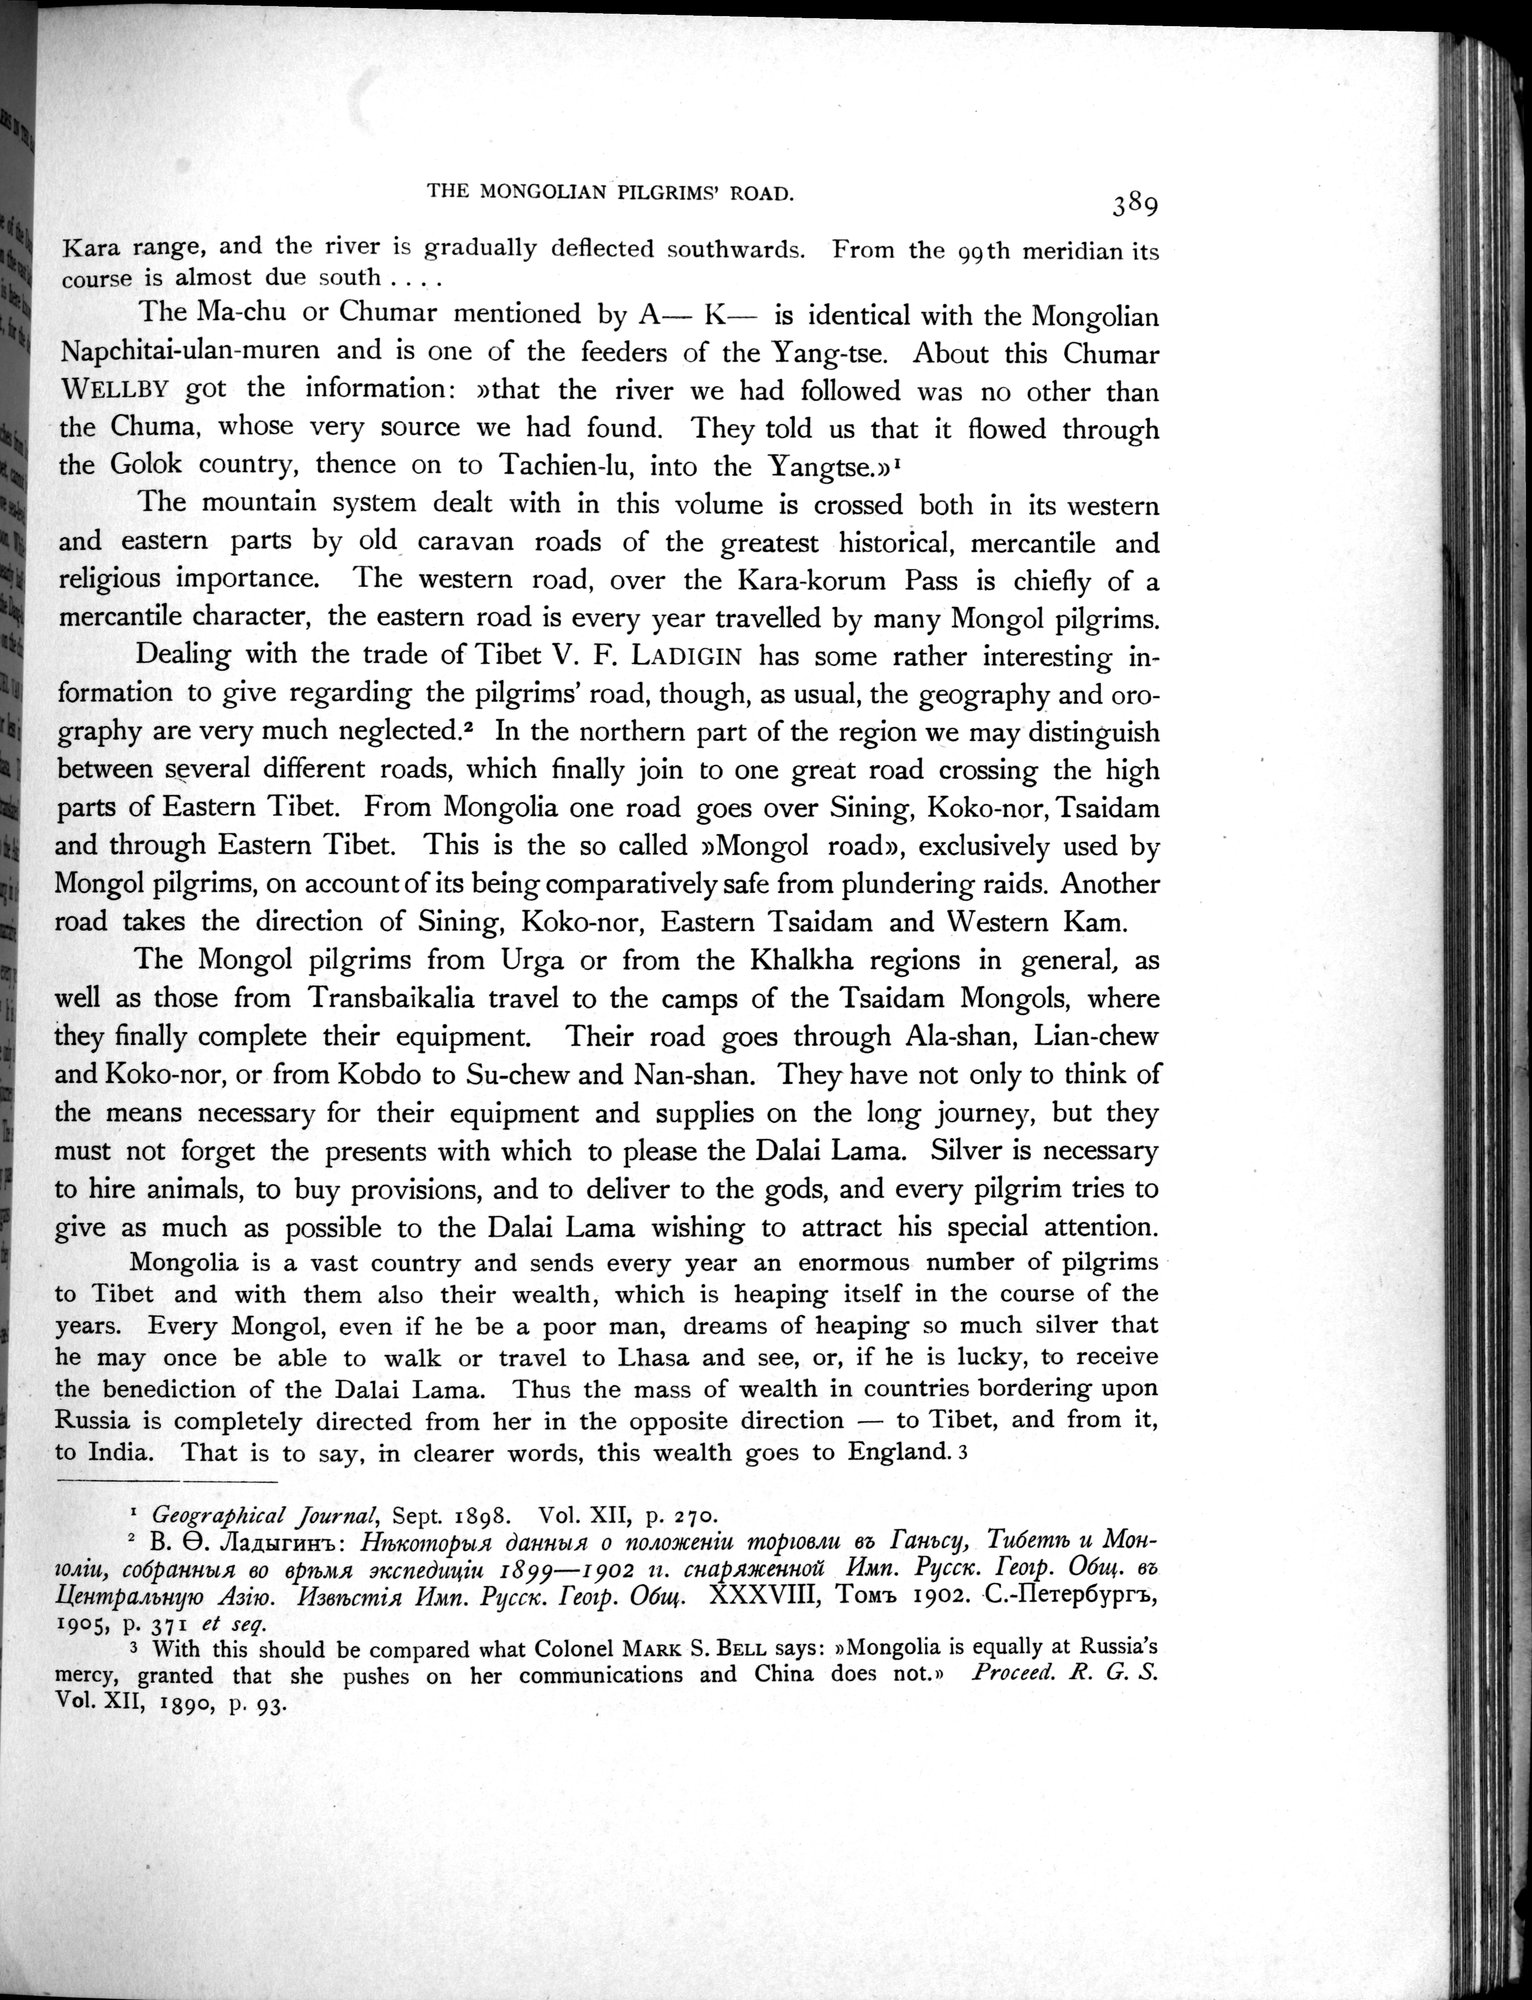 THE MONGOLIAN PILGRIMS' ROAD.
389
Kara range, and the river is gradually deflected southwards. From the 99th meridian its
course is almost due south . . . .
The Ma-chu or Chumar mentioned by A— K— is identical with the Mongolian
Napchitai-ulan-muren and is one of the feeders of the Yang-tse. About this Chumar
WELLBY got the information: »that the river we had followed was no other than
the Chuma, whose very source we had found. They told us that it flowed through
the Golok country, thence on to Tachien-lu, into the Yangtse.»¹
The mountain system dealt with in this volume is crossed both in its western
and eastern parts by old caravan roads of the greatest historical, mercantile and
religious importance. The western road, over the Kara-korum Pass is chiefly of a
mercantile character, the eastern road is every year travelled by many Mongol pilgrims.
Dealing with the trade of Tibet V. F. LADIGIN has some rather interesting in-
formation to give regarding the pilgrims' road, though, as usual, the geography and oro-
graphy are very much neglected.² In the northern part of the region we may distinguish
between several different roads, which finally join to one great road crossing the high
parts of Eastern Tibet. From Mongolia one road goes over Sining, Koko-nor, Tsaidam
and through Eastern Tibet. This is the so called »Mongol road», exclusively used by
Mongol pilgrims, on account of its being comparatively safe from plundering raids. Another
road takes the direction of Sining, Koko-nor, Eastern Tsaidam and Western Kam.
The Mongol pilgrims from Urga or from the Khalkha regions in general, as
well as those from Transbaikalia travel to the camps of the Tsaidam Mongols, where
they finally complete their equipment. Their road goes through Ala-shan, Lian-chew
and Koko-nor, or from Kobdo to Su-chew and Nan-shan. They have not only to think of
the means necessary for their equipment and supplies on the long journey, but they
must not forget the presents with which to please the Dalai Lama. Silver is necessary
to hire animals, to buy provisions, and to deliver to the gods, and every pilgrim tries to
give as much as possible to the Dalai Lama wishing to attract his special attention.
Mongolia is a vast country and sends every year an enormous number of pilgrims
to Tibet and with them also their wealth, which is heaping itself in the course of the
years. Every Mongol, even if he be a poor man, dreams of heaping so much silver that
he may once be able to walk or travel to Lhasa and see, or, if he is lucky, to receive
the benediction of the Dalai Lama. Thus the mass of wealth in countries bordering upon
Russia is completely directed from her in the opposite direction — to Tibet, and from it,
to India. That is to say, in clearer words, this wealth goes to England. 3
¹ Geographical Journal, Sept. 1898. Vol. XII, p. 270.
² В. Ѳ. Ладыгинъ: Нѣкоторыя данныя о положеніи торговли въ Ганьсу, Тибетѣ и Мон-
голіи, собранныя во врѣмя экспедиціи 1899—1902 гг. снаряженной Имп. Русск. Геогр. Общ. въ
Центральную Азію. Извѣстія Имп. Русск. Геогр. Общ. XXXVIII, Томъ 1902. С.-Петербургъ,
1905, p. 371 et seq.
3 With this should be compared what Colonel MARK S. BELL says: »Mongolia is equally at Russia's
mercy, granted that she pushes on her communications and China does not.» Proceed. R. G. S.
Vol. XII, 1890, p. 93.